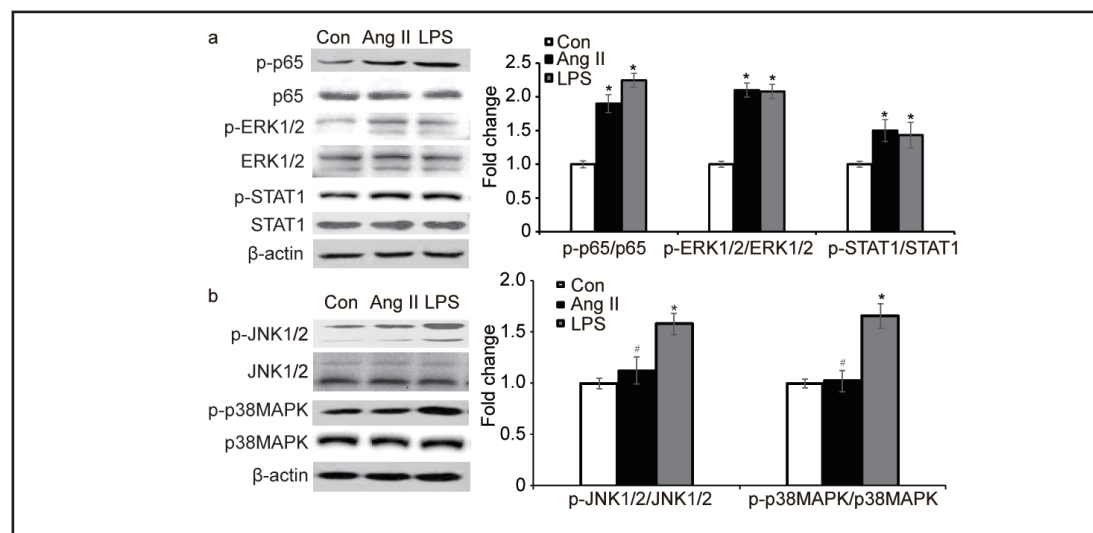 a
Con Ang II LPS
p-p65
p65
p-ERK1/2
ERK1/2
p-STAT1
STAT1
β-actin
Con
Ang II
LPS
Fold change
2.5
2.0
1.5
1.0
0.5
0
* * * * * *
p-p65/p65 p-ERK1/2/ERK1/2 p-STAT1/STAT1
b
Con Ang II LPS
p-JNK1/2
JNK1/2
p-p38MAPK
p38MAPK
β-actin
Con
Ang II
LPS
Fold change
2.0
1.5
1.0
0.5
0
# * # *
p-JNK1/2/JNK1/2 p-p38MAPK/p38MAPK